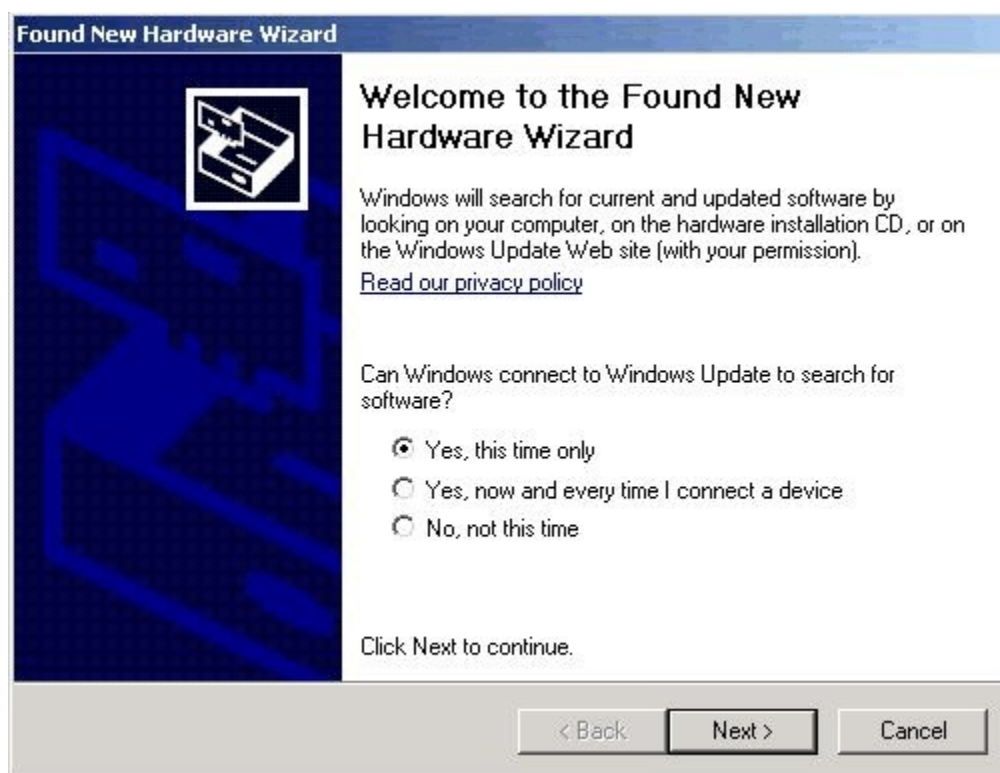 Found New Hardware Wizard
Welcome to the Found New
Hardware Wizard
Windows will search for current and updated software by
looking on your computer, on the hardware installation CD, or on
the Windows Update Web site (with your permission).
Read our privacy policy
Can Windows connect to Windows Update to search for
software?
Yes, this time only
Yes, now and every time I connect a device
No, not this time
Click Next to continue.
< Back
Next >
Cancel